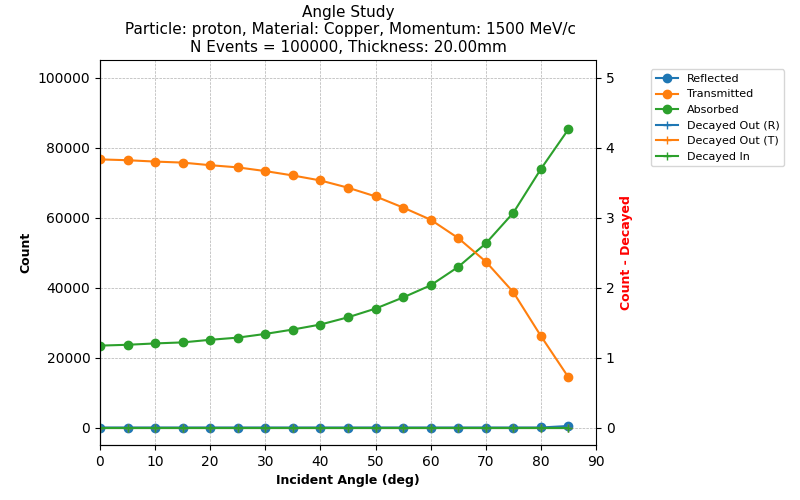 Angle Study
Particle: proton, Material: Copper, Momentum: 1500 MeV/c
N Events = 100000, Thickness: 20.00mm
100000
80000
60000
40000
20000
0
Count
0 10 20 30 40 50 60 70 80 90
Incident Angle (deg)
5
4
3
2
1
0
Count - Decayed
Reflected
Transmitted
Absorbed
Decayed Out (R)
Decayed Out (T)
Decayed In